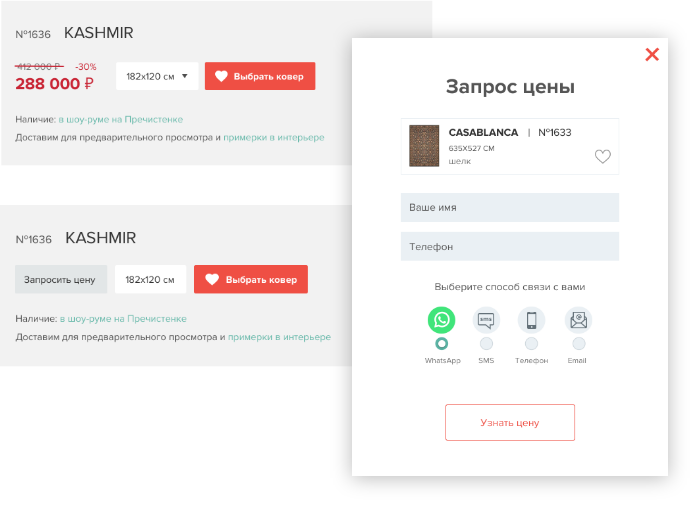 №1636 KASHMIR
412 000 ₽ -30%
288 000 ₽
182x120 см
Выбрать ковер
Наличие: в шоу-руме на Пречистенке
Доставим для предварительного просмотра и примерки в интерьере
№1636 KASHMIR
Запросить цену
182x120 см
Выбрать ковер
Наличие: в шоу-руме на Пречистенке
Доставим для предварительного просмотра и примерки в интерьере
Запрос цены
CASABLANCA | №1633
635X527 СМ
шелк
Ваше имя
Телефон
Выберите способ связи с вами
sms
@
WhatsApp SMS Телефон Email
Узнать цену